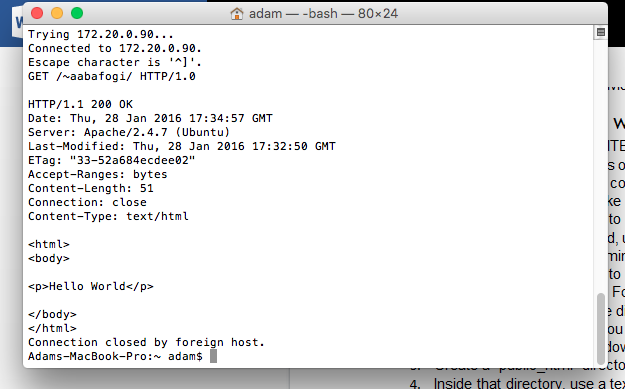 adam — -bash — 80×24
Trying 172.20.0.90...
Connected to 172.20.0.90.
Escape character is '^]'.
GET /~aabafogi/ HTTP/1.0

HTTP/1.1 200 OK
Date: Thu, 28 Jan 2016 17:34:57 GMT
Server: Apache/2.4.7 (Ubuntu)
Last-Modified: Thu, 28 Jan 2016 17:32:50 GMT
ETag: "33-52a684ecdee02"
Accept-Ranges: bytes
Content-Length: 51
Connection: close
Content-Type: text/html

<html>
<body>

<p>Hello World</p>

</body>
</html>
Connection closed by foreign host.
Adams-MacBook-Pro:~ adam$
4. Inside that directory, use a tex